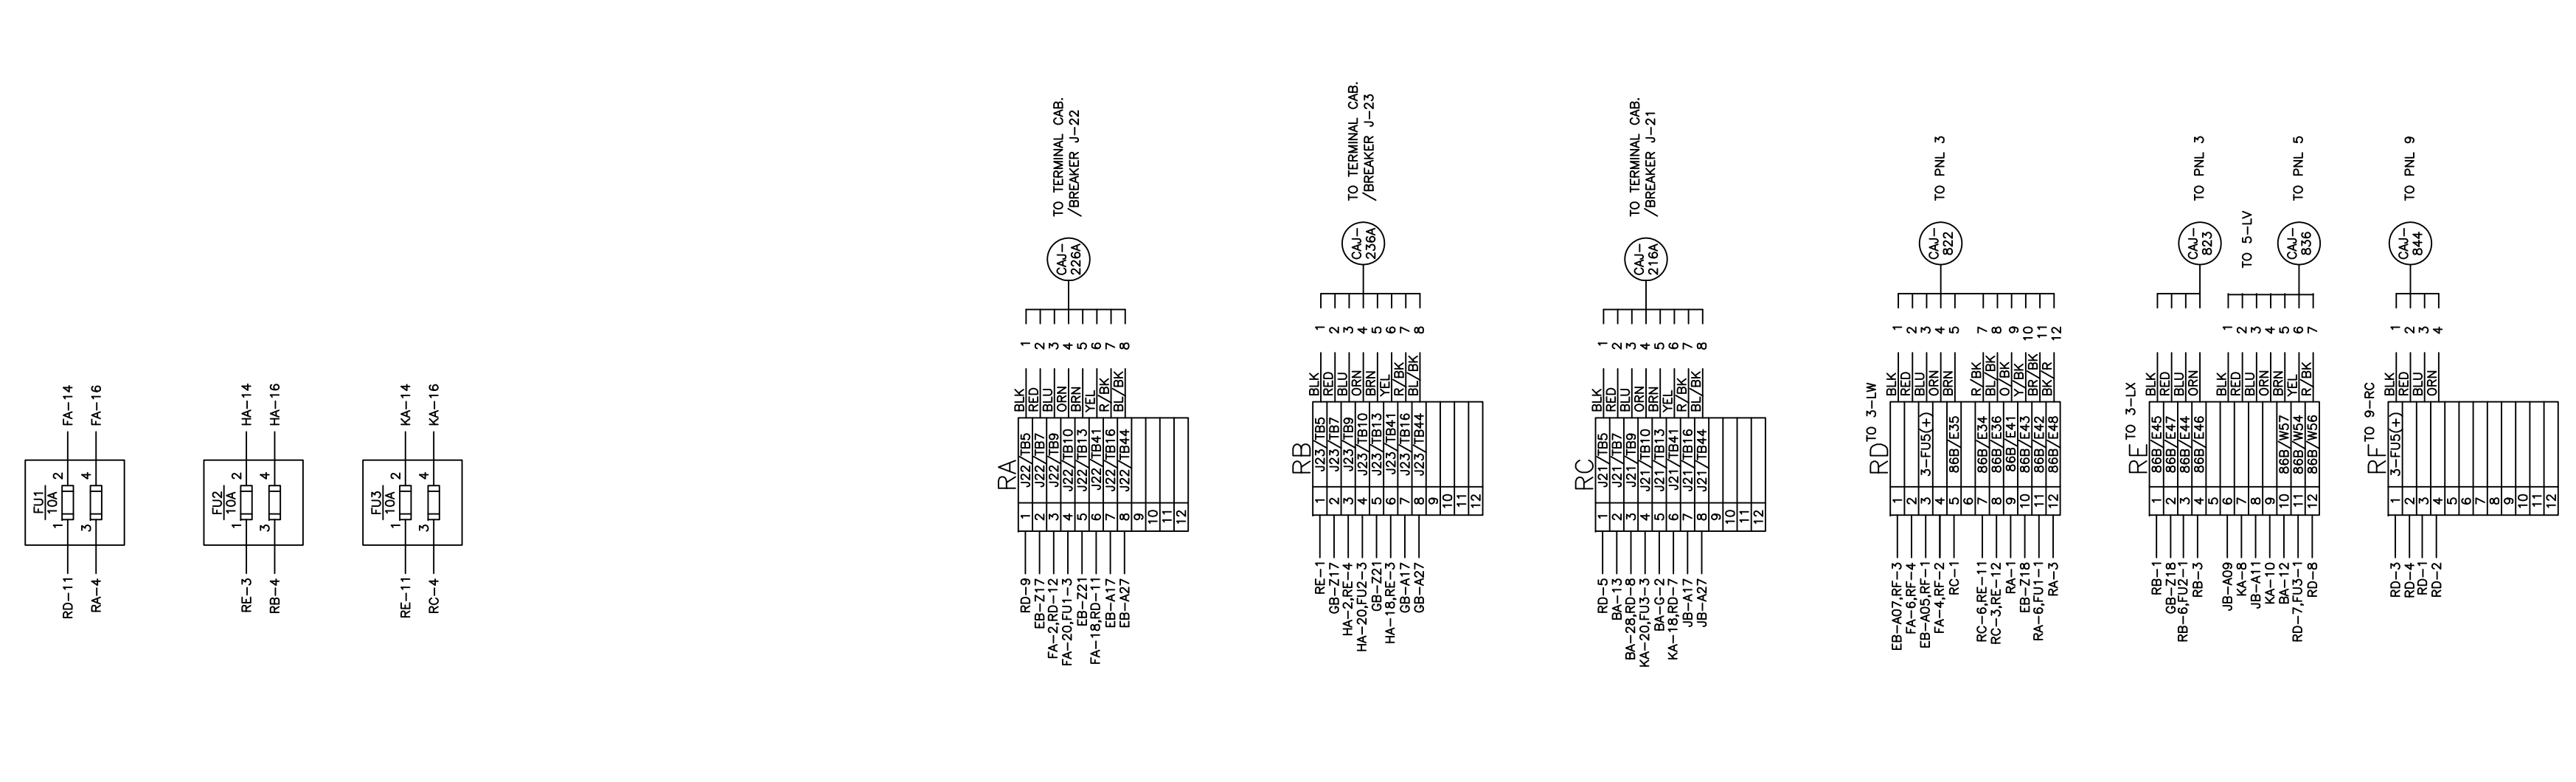 FU1
10A
1
2
3
4
FA-14
FA-16
RD-11
RA-4
FU2
10A
1
2
3
4
HA-14
HA-16
RE-3
RB-4
FU3
10A
1
2
3
4
KA-14
KA-16
RE-11
RC-4
TO TERMINAL CAB.
/BREAKER J-22
CAJ-
226A
RA
1 2 3 4 5 6 7 8
BLK RED BLU ORN BRN YEL R/BK BL/BK
J22/TB5 J22/TB7 J22/TB9 J22/TB10 J22/TB13 J22/TB41 J22/TB16 J22/TB44
1 2 3 4 5 6 7 8 9 10 11 12
RD-9
EB-Z17
FA-2,RD-12
FA-20,FU1-3
EB-Z21
FA-18,RD-11
EB-A17
EB-A27
TO TERMINAL CAB.
/BREAKER J-23
CAJ-
236A
RB
1 2 3 4 5 6 7 8
BLK RED BLU ORN BRN YEL R/BK BL/BK
J23/TB5 J23/TB7 J23/TB9 J23/TB10 J23/TB13 J23/TB41 J23/TB16 J23/TB44
1 2 3 4 5 6 7 8 9 10 11 12
RE-1
GB-Z17
HA-2,RE-4
HA-20,FU2-3
GB-Z21
HA-18,RE-3
GB-A17
GB-A27
TO TERMINAL CAB.
/BREAKER J-21
CAJ-
216A
RC
1 2 3 4 5 6 7 8
BLK RED BLU ORN BRN YEL R/BK BL/BK
J21/TB5 J21/TB7 J21/TB9 J21/TB10 J21/TB13 J21/TB41 J21/TB16 J21/TB44
1 2 3 4 5 6 7 8 9 10 11 12
RD-5
BA-13
BA-28,RD-8
KA-20,FU3-3
BA-G-2
KA-18,RD-7
JB-A17
JB-A27
TO PNL 3
CAJ-
822
RD
TO 3-LW
1 2 3 4 5 7 8 9 10 11 12
BLK RED BLU ORN BRN R/BK BL/BK O/BK Y/BK BR/BK BK/R
3-FU5(+) 86B/E35 86B/E34 86B/E36 86B/E41 86B/E43 86B/E42 86B/E48
1 2 3 4 5 6 7 8 9 10 11 12
EB-A07,RF-3
FA-6,RF-4
EB-A05,RF-1
FA-4,RF-2
RC-1
RC-6,RE-11
RC-3,RE-12
RA-1
EB-Z18
RA-6,FU1-1
RA-3
TO PNL 3
CAJ-
823
TO 5-LV
TO PNL 5
CAJ-
836
RE
TO 3-LX
1 2 3 4 5 6 7
BLK RED BLU ORN BLK RED BLU ORN BRN YEL R/BK
86B/E45 86B/E47 86B/E44 86B/E46 86B/W57 86B/W54 86B/W56
1 2 3 4 5 6 7 8 9 10 11 12
RB-1
GB-Z18
RB-6,FU2-1
RB-3
JB-A09
KA-8
JB-A11
KA-10
BA-12
RD-7,FU3-1
RD-8
TO PNL 9
CAJ-
844
RF
TO 9-RC
1 2 3 4
BLK RED BLU ORN
3-FU5(+)
1 2 3 4 5 6 7 8 9 10 11 12
RD-3
RD-4
RD-1
RD-2